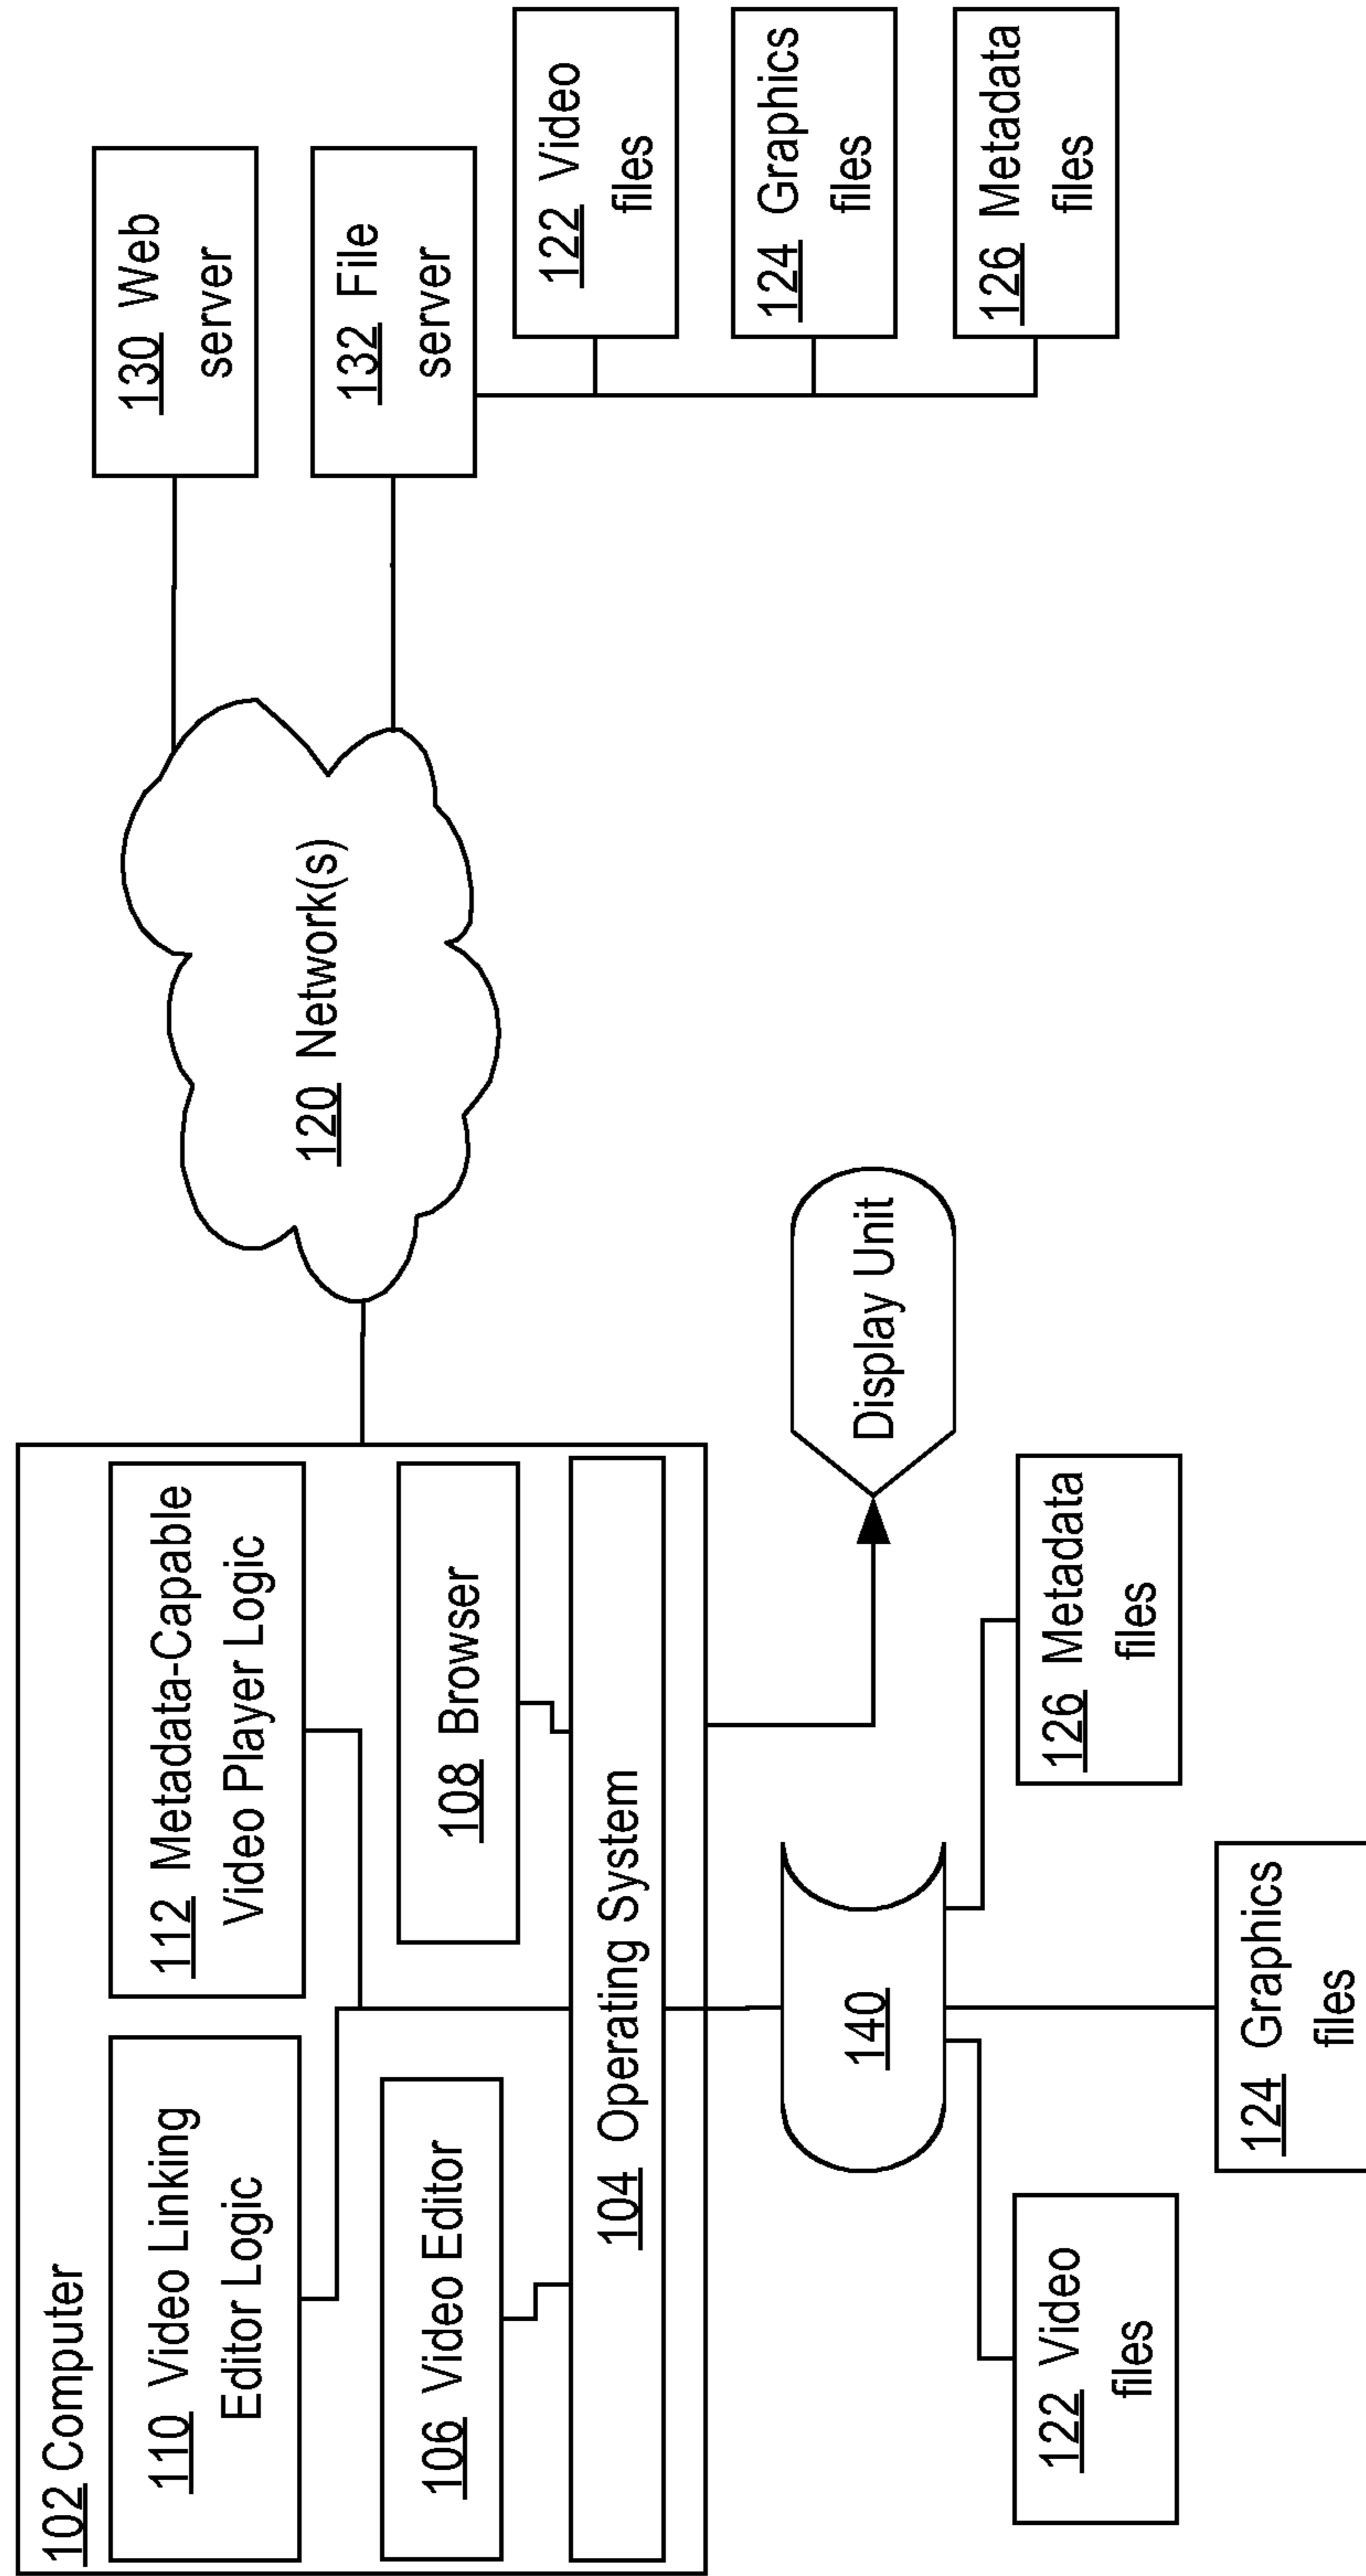 102 Computer
110 Video Linking
Editor Logic
112 Metadata-Capable
Video Player Logic
106 Video Editor
108 Browser
104 Operating System
120 Network(s)
130 Web
server
132 File
server
122 Video
files
124 Graphics
files
126 Metadata
files
Display Unit
140
122 Video
files
124 Graphics
files
126 Metadata
files